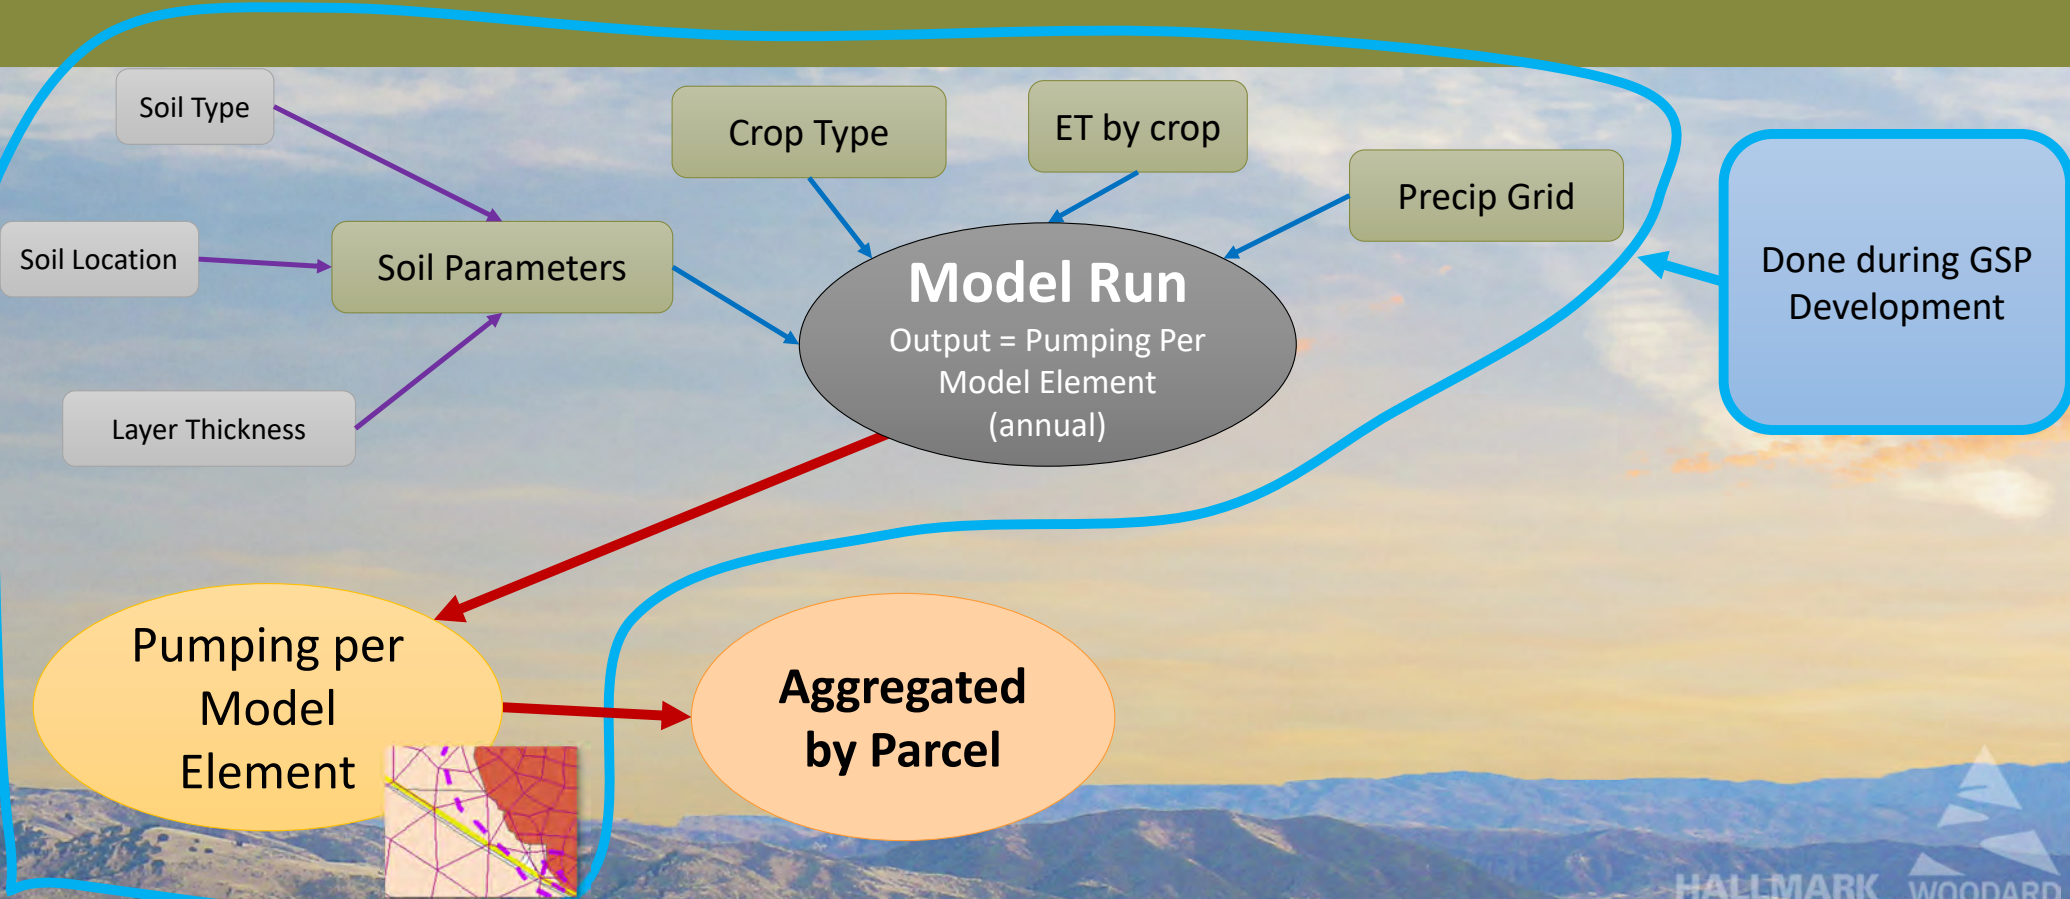 Soil Type
Crop Type
ET by crop
Precip Grid
Soil Location
Soil Parameters
Model Run
Output = Pumping Per
Model Element
(annual)
Done during GSP
Development
Layer Thickness
Pumping per
Model
Element
Aggregated
by Parcel
HALLMARK
WOODARD